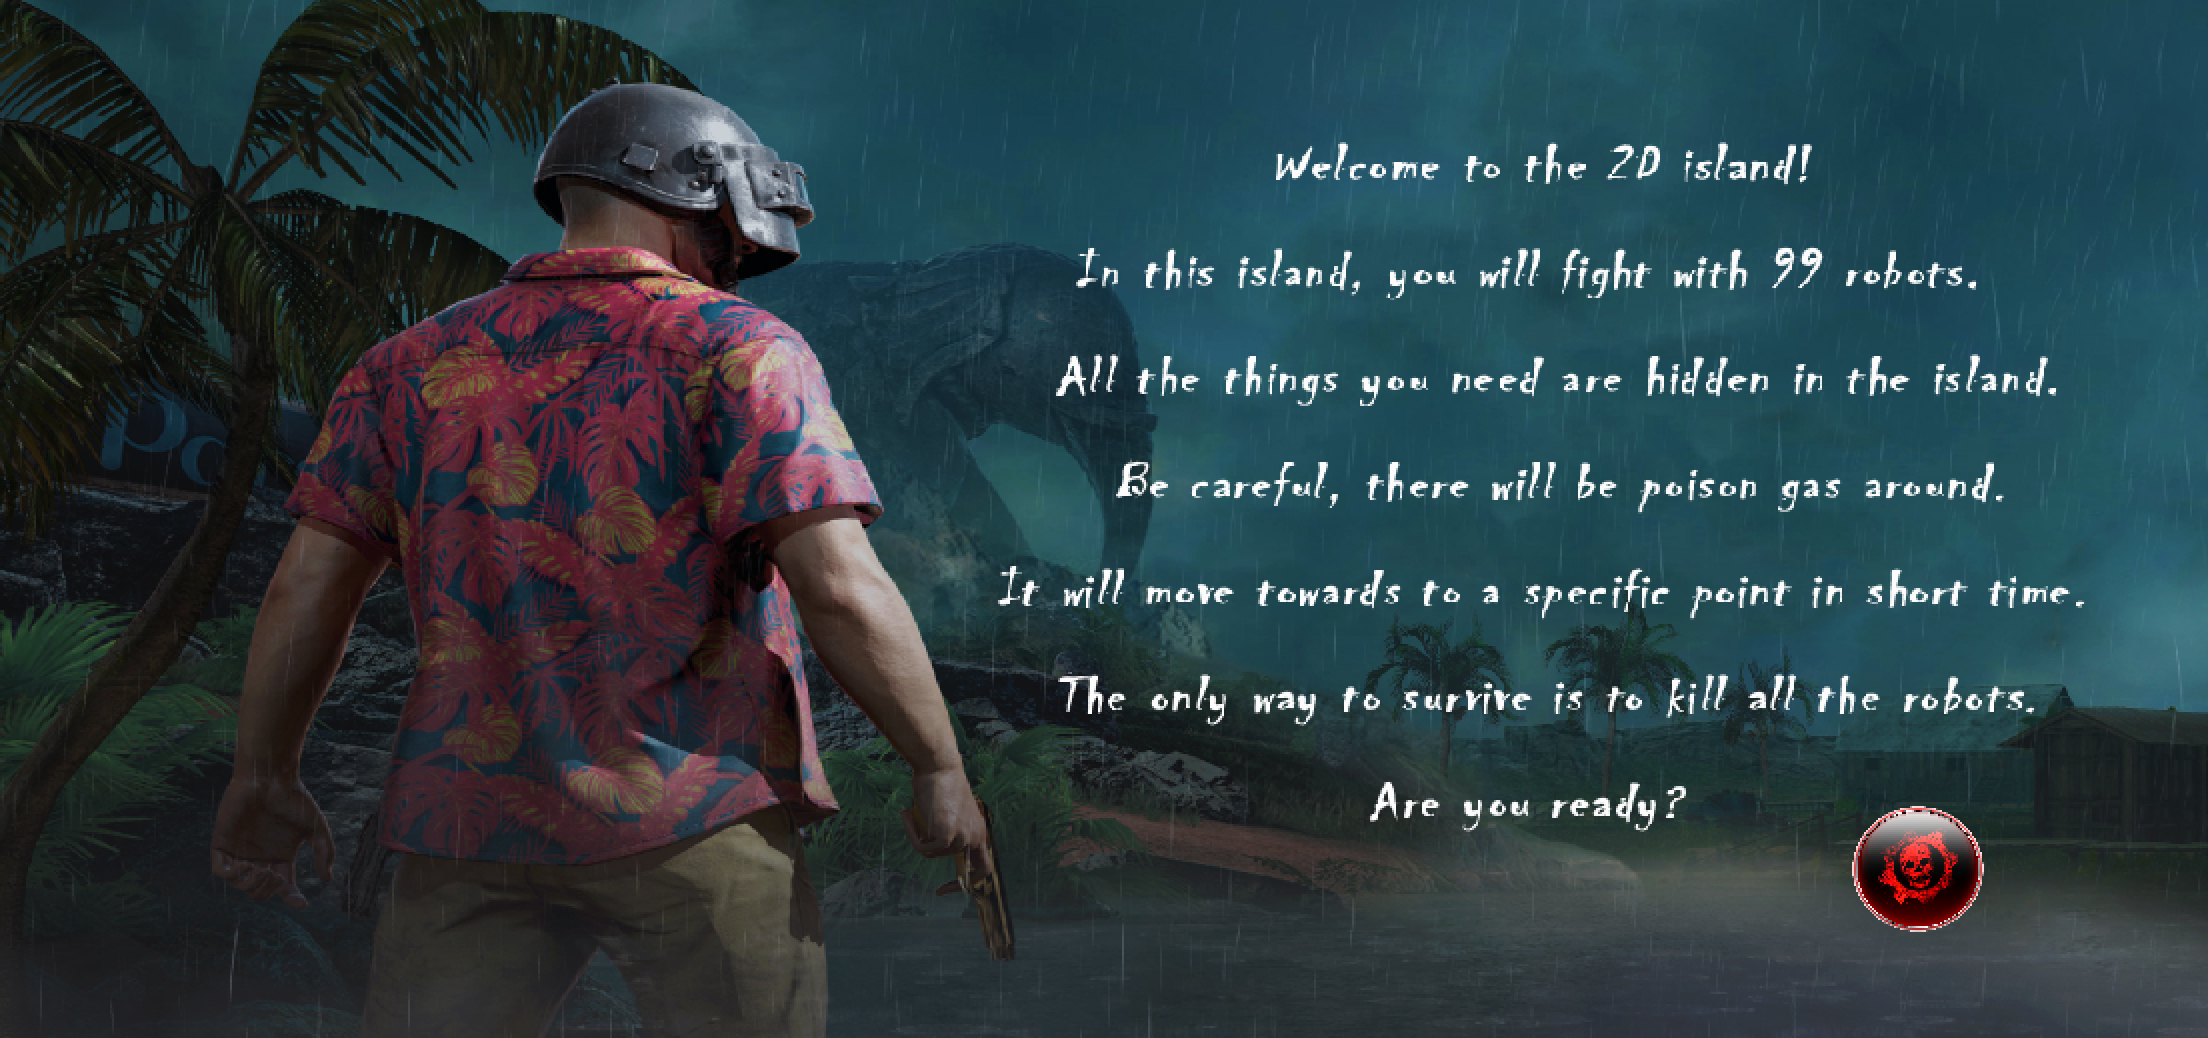 Welcome to the 2D island!
In this island, you will fight with 99 robots.
All the things you need are hidden in the island.
Be careful, there will be poison gas around.
It will move towards to a specific point in short time.
The only way to survive is to kill all the robots.
Are you ready?